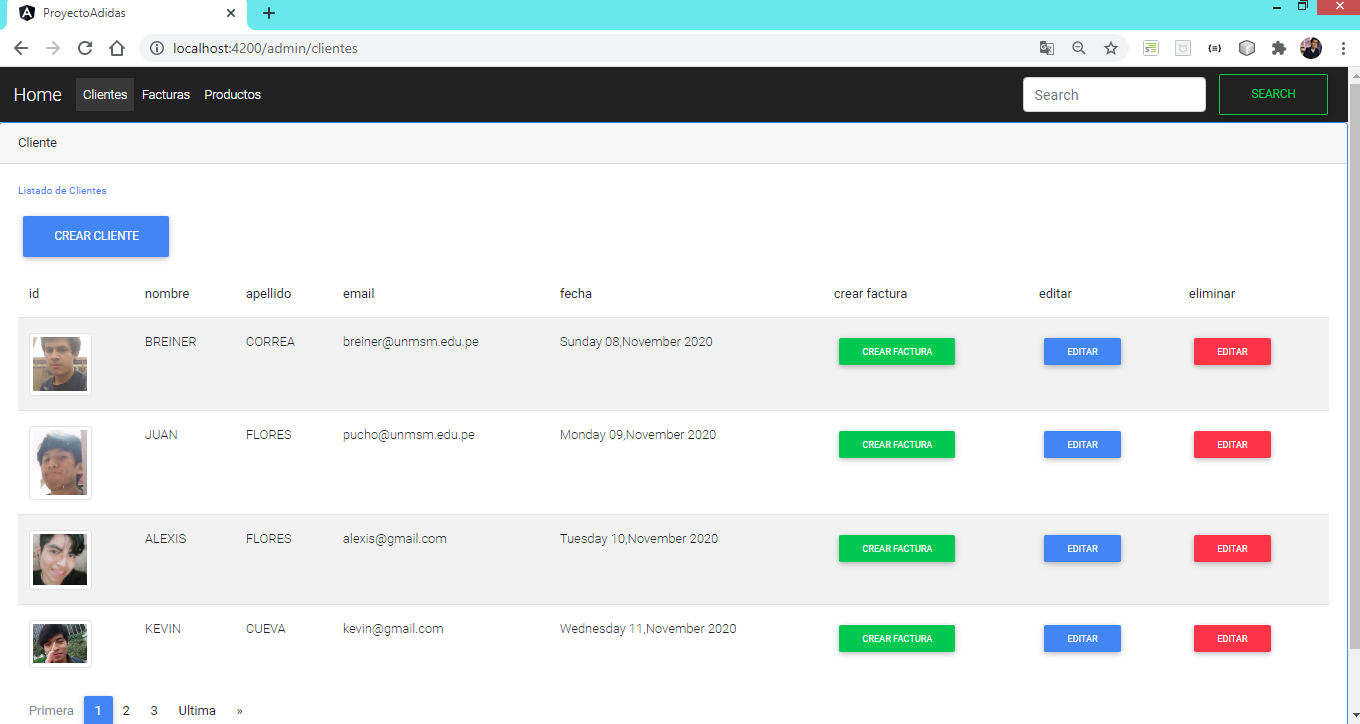 ProyectoAdidas
localhost:4200/admin/clientes
Home Clientes Facturas Productos Search SEARCH
Cliente
Listado de Clientes
CREAR CLIENTE
id nombre apellido email fecha crear factura editar eliminar
BREINER CORREA breiner@unmsm.edu.pe Sunday 08,November 2020 CREAR FACTURA EDITAR EDITAR
JUAN FLORES pucho@unmsm.edu.pe Monday 09,November 2020 CREAR FACTURA EDITAR EDITAR
ALEXIS FLORES alexis@gmail.com Tuesday 10,November 2020 CREAR FACTURA EDITAR EDITAR
KEVIN CUEVA kevin@gmail.com Wednesday 11,November 2020 CREAR FACTURA EDITAR EDITAR
Primera 1 2 3 Ultima »